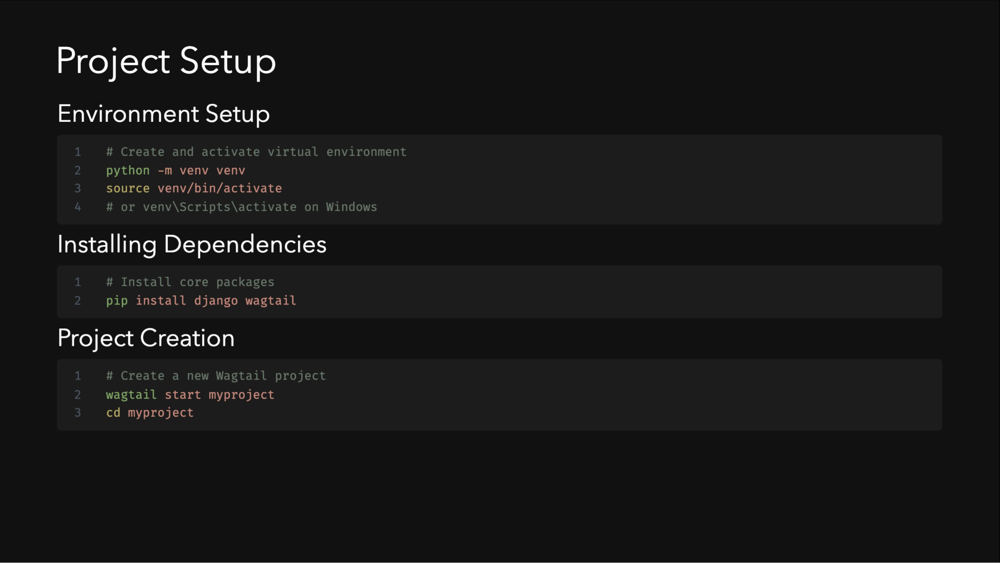 Project Setup
Environment Setup
1 # Create and activate virtual environment
2 python -m venv venv
3 source venv/bin/activate
4 # or venv\Scripts\activate on Windows
Installing Dependencies
1 # Install core packages
2 pip install django wagtail
Project Creation
1 # Create a new Wagtail project
2 wagtail start myproject
3 cd myproject